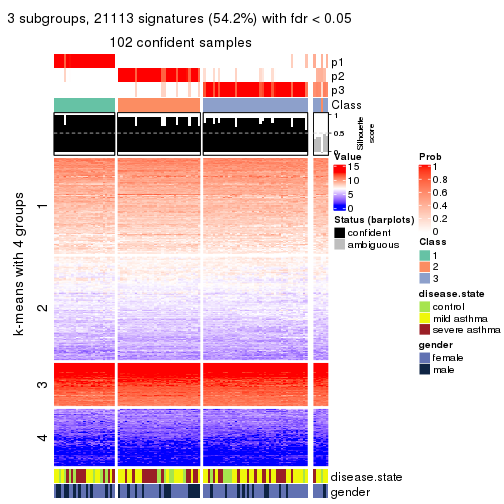 3 subgroups, 21113 signatures (54.2%) with fdr < 0.05
102 confident samples
p1
p2
p3
Class
1
0.5
0
Silhouette
score
k-means with 4 groups
1
2
3
4
disease.state
gender
Value
15
10
5
0
Status (barplots)
confident
ambiguous
Prob
1
0.8
0.6
0.4
0.2
0
Class
1
2
3
disease.state
control
mild asthma
severe asthma
gender
female
male